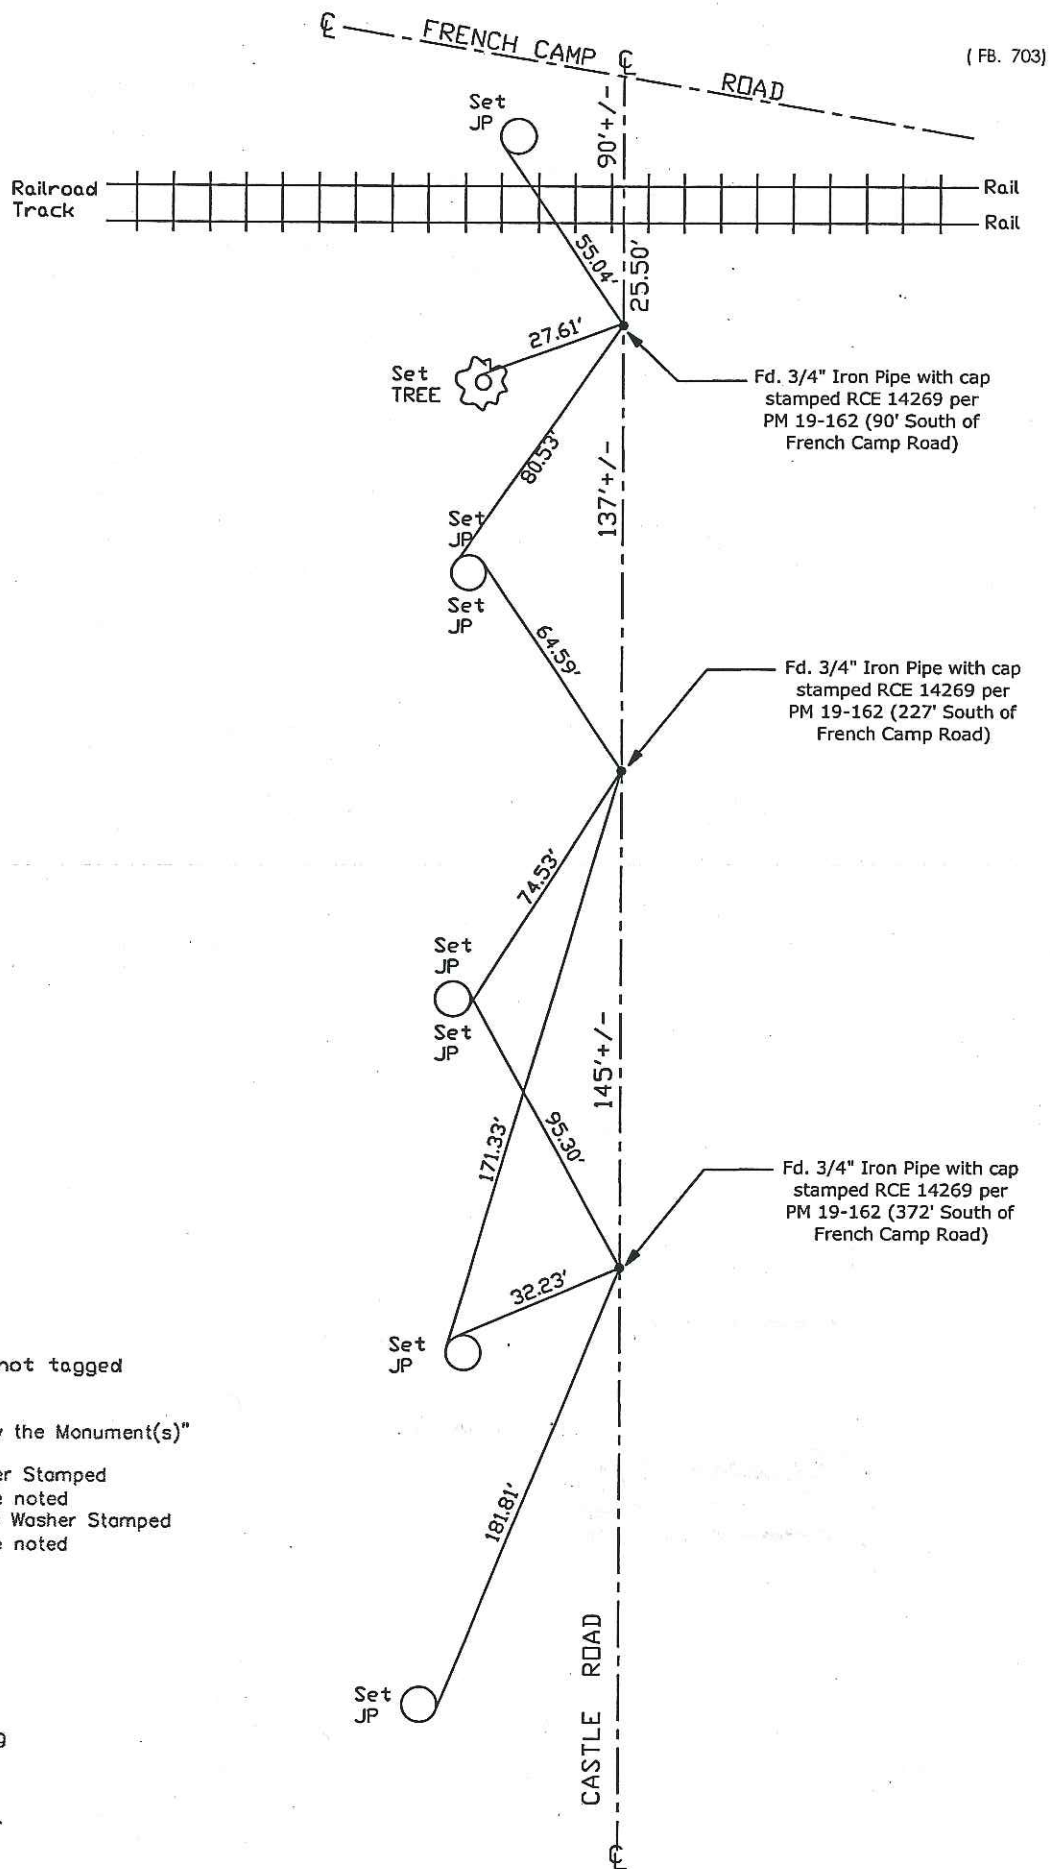 ( FB. 703)
℄ FRENCH CAMP ℄ ROAD
90'+/-
Set
JP
Railroad
Track
Rail
Rail
55.04'
25.50'
27.61'
Set
TREE
Fd. 3/4" Iron Pipe with cap
stamped RCE 14269 per
PM 19-162 (90' South of
French Camp Road)
80.53'
137'+/-
Set
JP
Set
JP
64.59'
Fd. 3/4" Iron Pipe with cap
stamped RCE 14269 per
PM 19-162 (227' South of
French Camp Road)
74.53'
Set
JP
Set
JP
145'+/-
171.33'
95.30'
Fd. 3/4" Iron Pipe with cap
stamped RCE 14269 per
PM 19-162 (372' South of
French Camp Road)
32.23'
Set
JP
not tagged
the Monument(s)"
Stamped
noted
Washer Stamped
noted
181.81'
Set
JP
CASTLE ROAD
℄